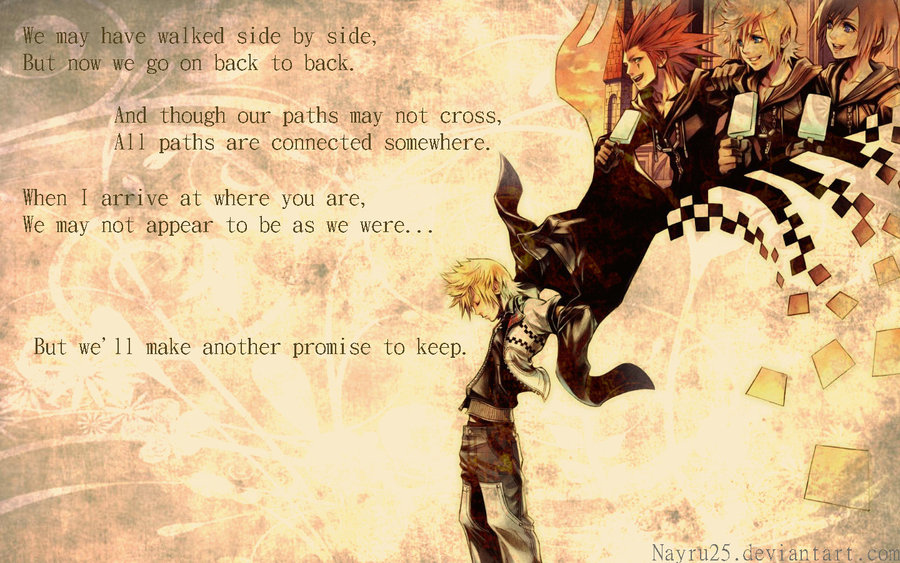 We may have walked side by side,
But now we go on back to back.
And though our paths may not cross,
All paths are connected somewhere.
When I arrive at where you are,
We may not appear to be as we were...
But we'll make another promise to keep.
Nayru25.deviantart.com